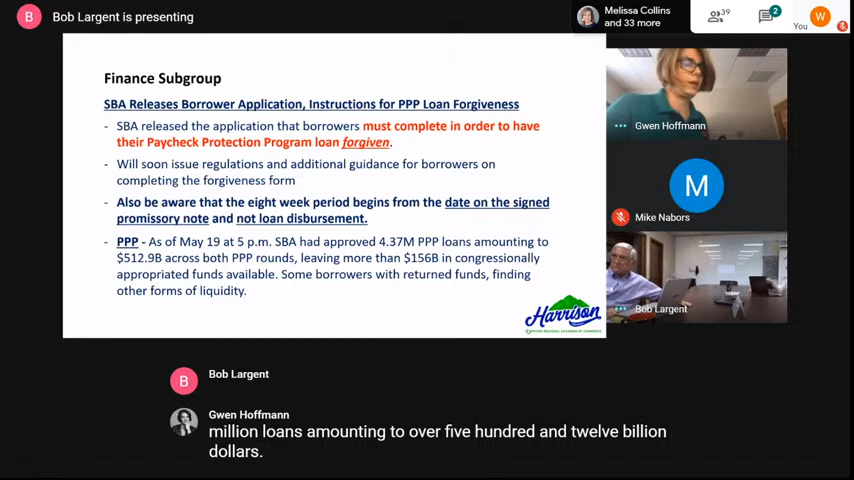 B Bob Largent is presenting
Melissa Collins
and 33 more
39
2
You
W
Finance Subgroup
SBA Releases Borrower Application, Instructions for PPP Loan Forgiveness
- SBA released the application that borrowers must complete in order to have
their Paycheck Protection Program loan forgiven.
- Will soon issue regulations and additional guidance for borrowers on
completing the forgiveness form
- Also be aware that the eight week period begins from the date on the signed
promissory note and not loan disbursement.
- PPP - As of May 19 at 5 p.m. SBA had approved 4.37M PPP loans amounting to
$512.9B across both PPP rounds, leaving more than $156B in congressionally
appropriated funds available. Some borrowers with returned funds, finding
other forms of liquidity.
Harrison
Gwen Hoffmann
M
Mike Nabors
Bob Largent
B
Bob Largent
Gwen Hoffmann
million loans amounting to over five hundred and twelve billion
dollars.